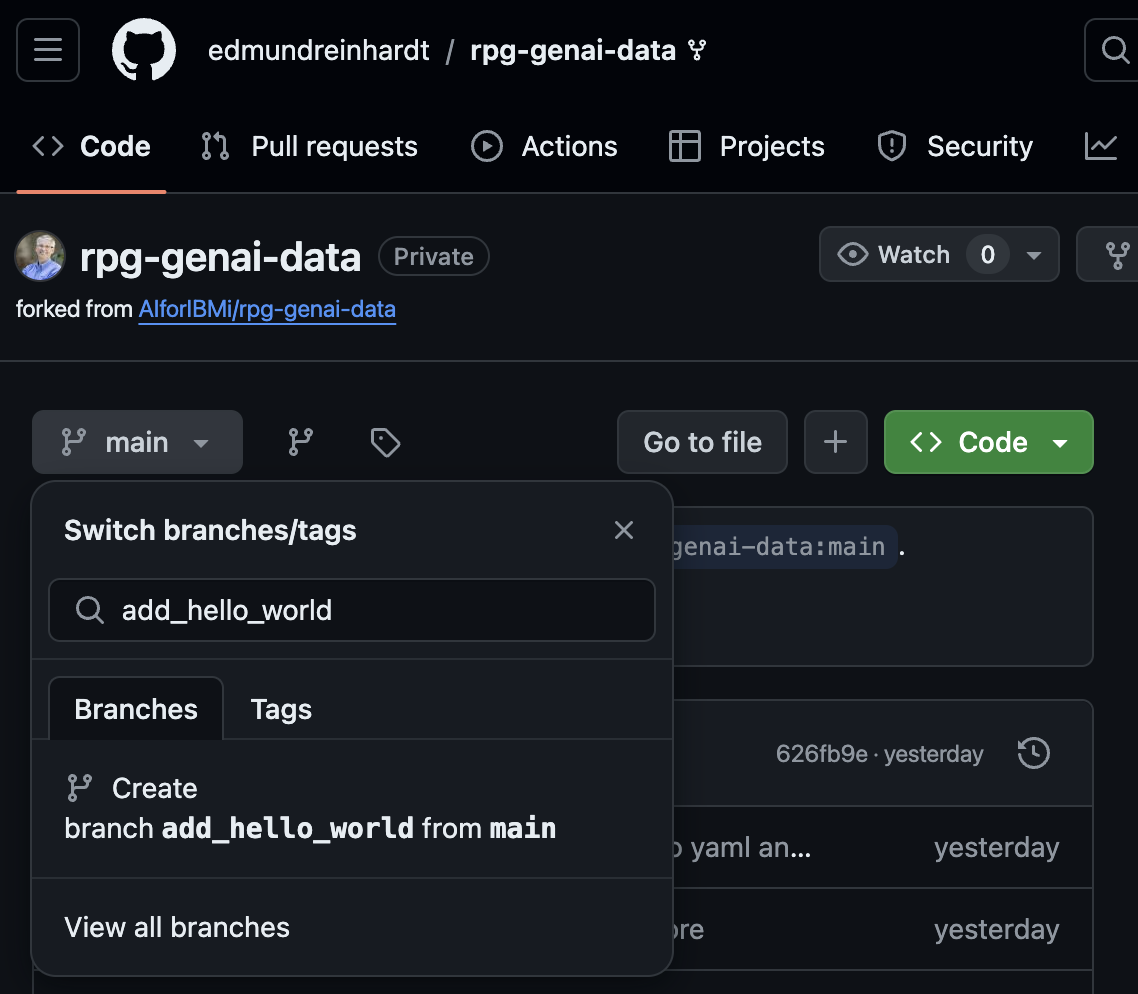 edmundreinhardt / rpg-genai-data
Code Pull requests Actions Projects Security
rpg-genai-data Private
Watch 0
forked from AIforIBMi/rpg-genai-data
main
Go to file
Code
Switch branches/tags
genai-data:main .
add_hello_world
Branches Tags
626fb9e · yesterday
Create
branch add_hello_world from main
yaml an... yesterday
View all branches
yesterday